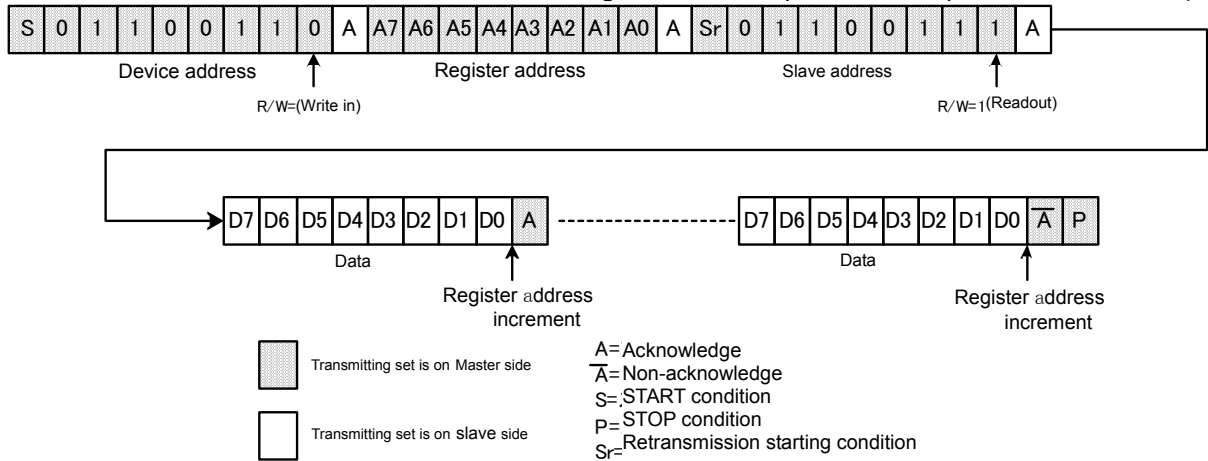 S 0 1 1 0 0 1 1 0 A A7 A6 A5 A4 A3 A2 A1 A0 A Sr 0 1 1 0 0 1 1 1 A
Device address Register address Slave address
R/W=(Write in) R/W=1(Readout)
D7 D6 D5 D4 D3 D2 D1 D0 A D7 D6 D5 D4 D3 D2 D1 D0 A̅ P
Data Data
Register address
increment
Register address
increment
Transmitting set is on Master side
Transmitting set is on slave side
A=Acknowledge
A̅=Non-acknowledge
S=START condition
P=STOP condition
Sr=Retransmission starting condition